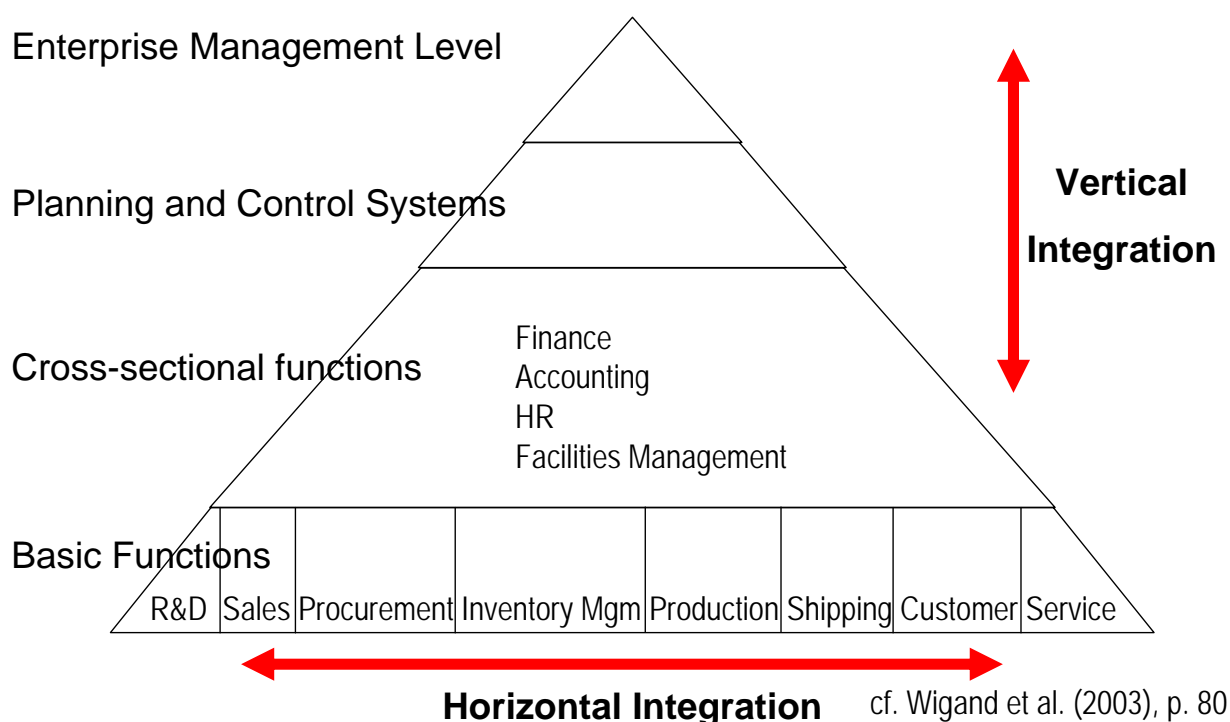 Enterprise Management Level
Planning and Control Systems
Vertical
Integration
Cross-sectional functions
Finance
Accounting
HR
Facilities Management
Basic Functions
R&D Sales Procurement Inventory Mgm Production Shipping Customer Service
Horizontal Integration
cf. Wigand et al. (2003), p. 80